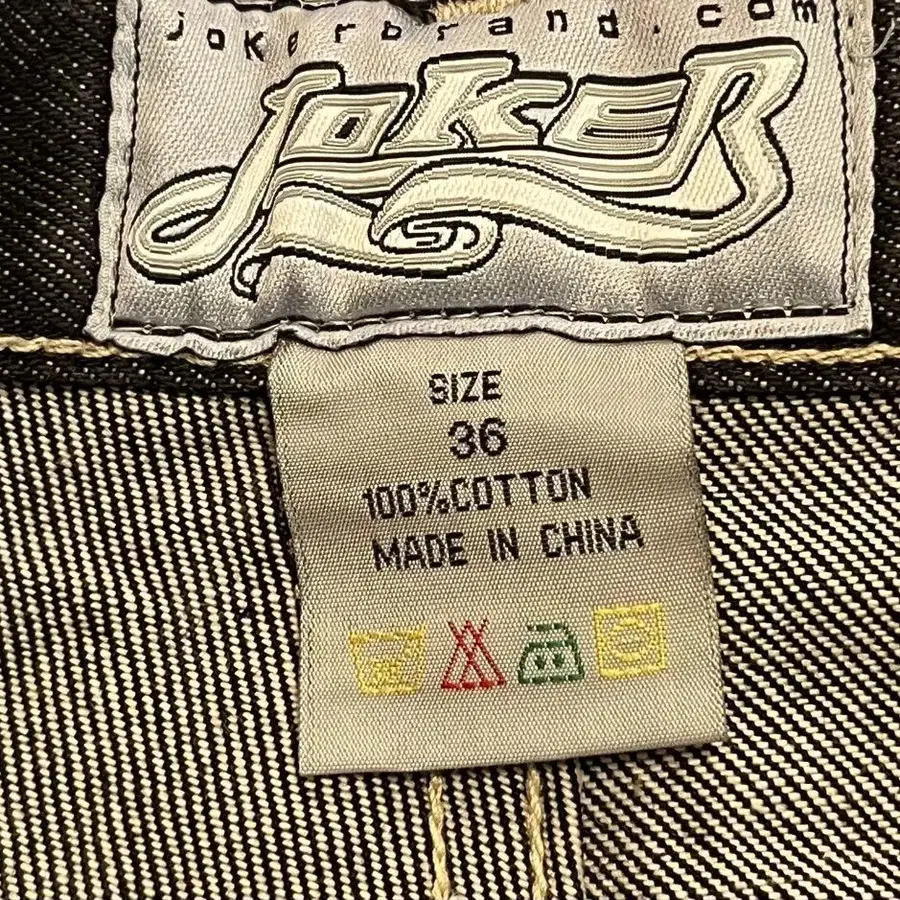 jokerbrand.com
JOKER
SIZE
36
100%COTTON
MADE IN CHINA